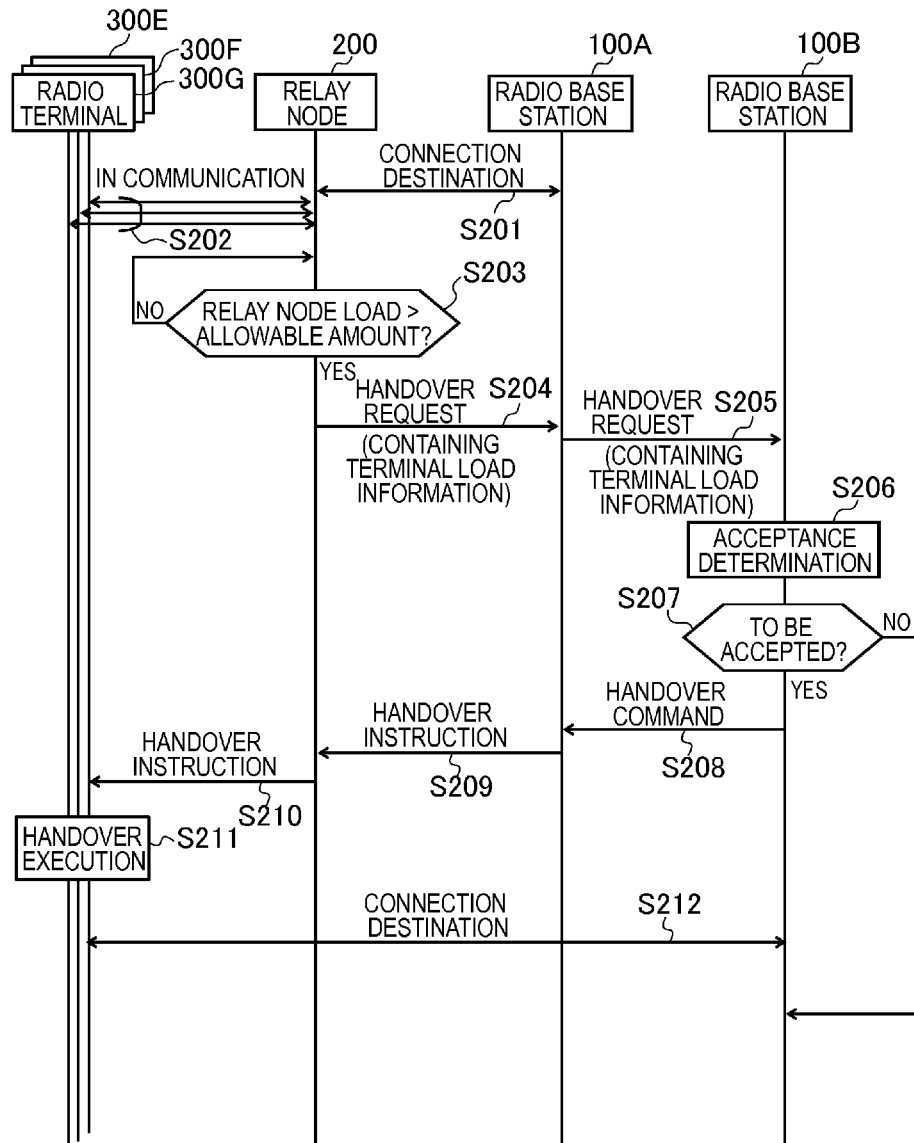 300E
300F
300G
200
100A
100B
RADIO
TERMINAL
RELAY
NODE
RADIO BASE
STATION
RADIO BASE
STATION
IN COMMUNICATION
CONNECTION
DESTINATION
S201
S202
S203
NO
RELAY NODE LOAD >
ALLOWABLE AMOUNT?
YES
HANDOVER
REQUEST
S204
(CONTAINING
TERMINAL LOAD
INFORMATION)
HANDOVER
REQUEST
S205
(CONTAINING
TERMINAL LOAD
INFORMATION)
S206
ACCEPTANCE
DETERMINATION
S207
TO BE
ACCEPTED?
NO
YES
HANDOVER
COMMAND
S208
HANDOVER
INSTRUCTION
S209
HANDOVER
INSTRUCTION
S210
HANDOVER
EXECUTION
S211
CONNECTION
DESTINATION
S212